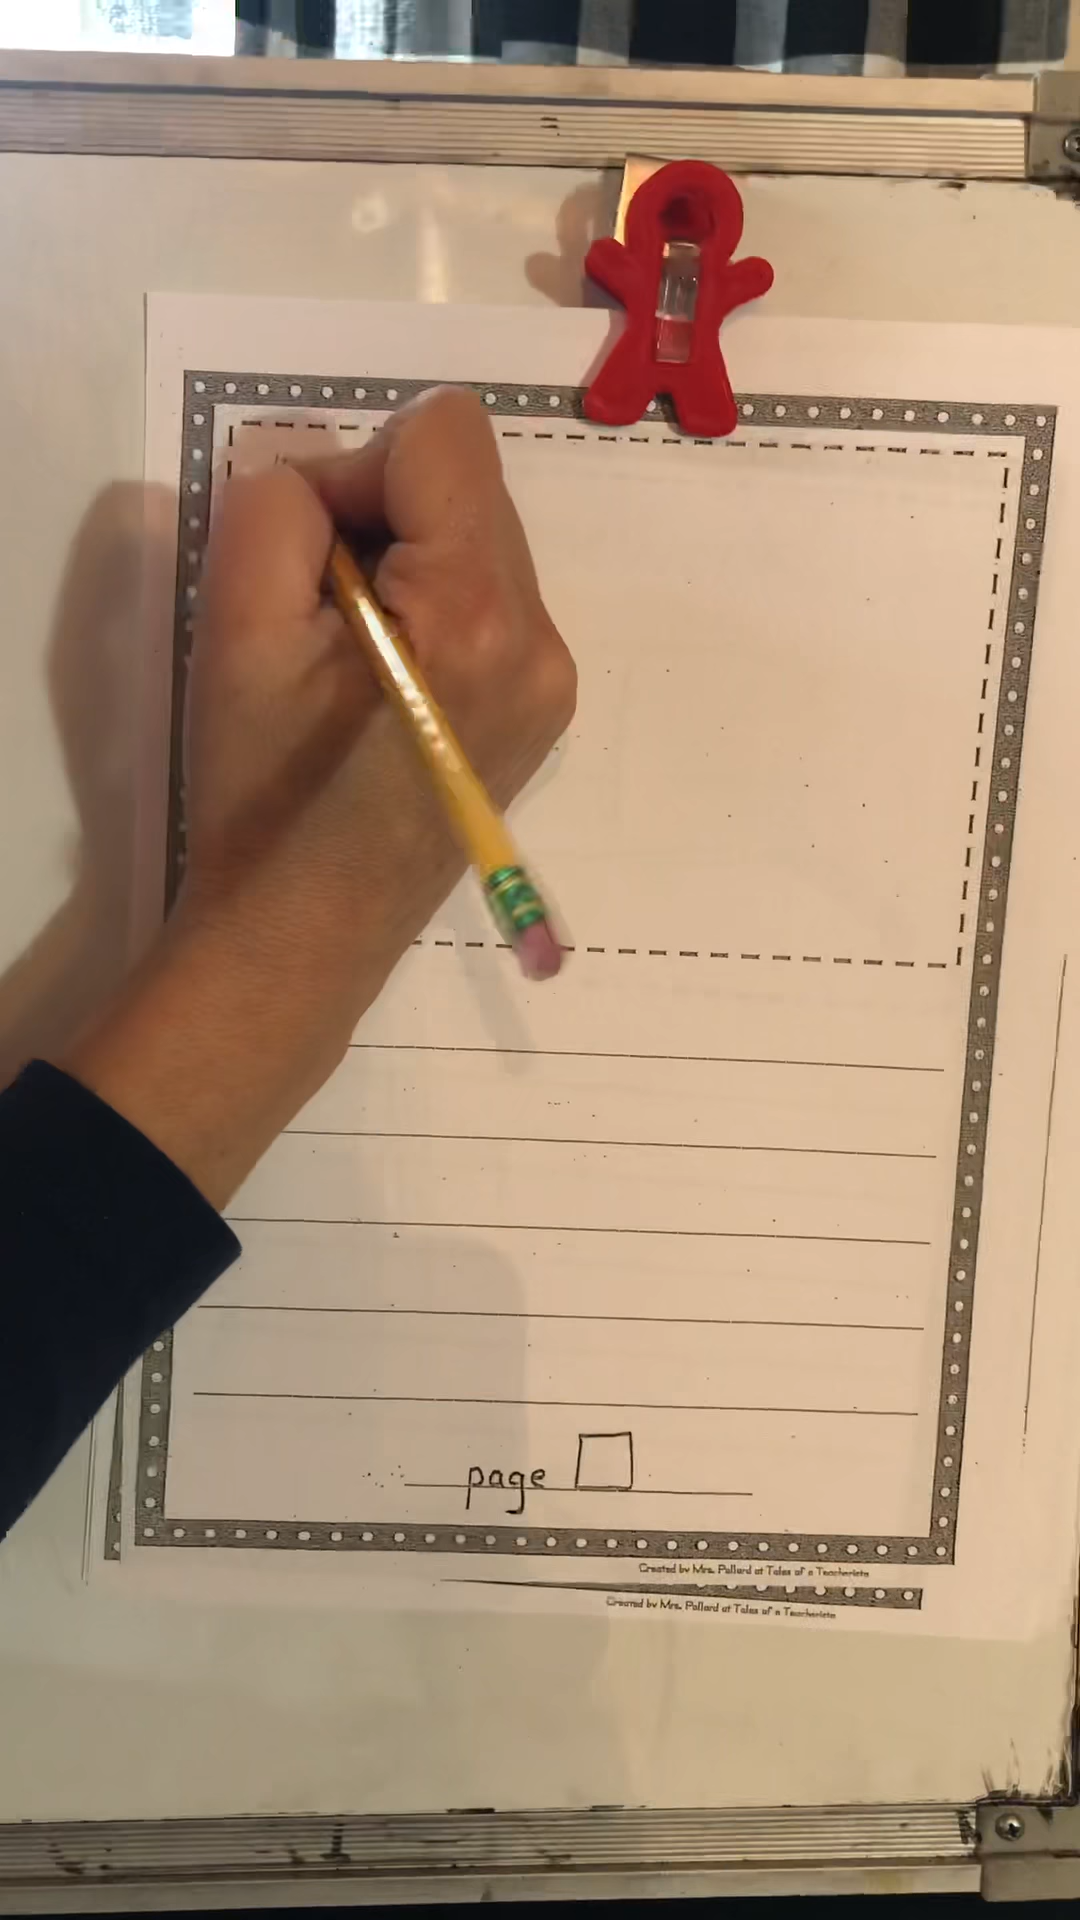 page
Created by Mrs. Pollard at Tales of a Teacherista
Created by Mrs. Pollard at Tales of a Teacherista